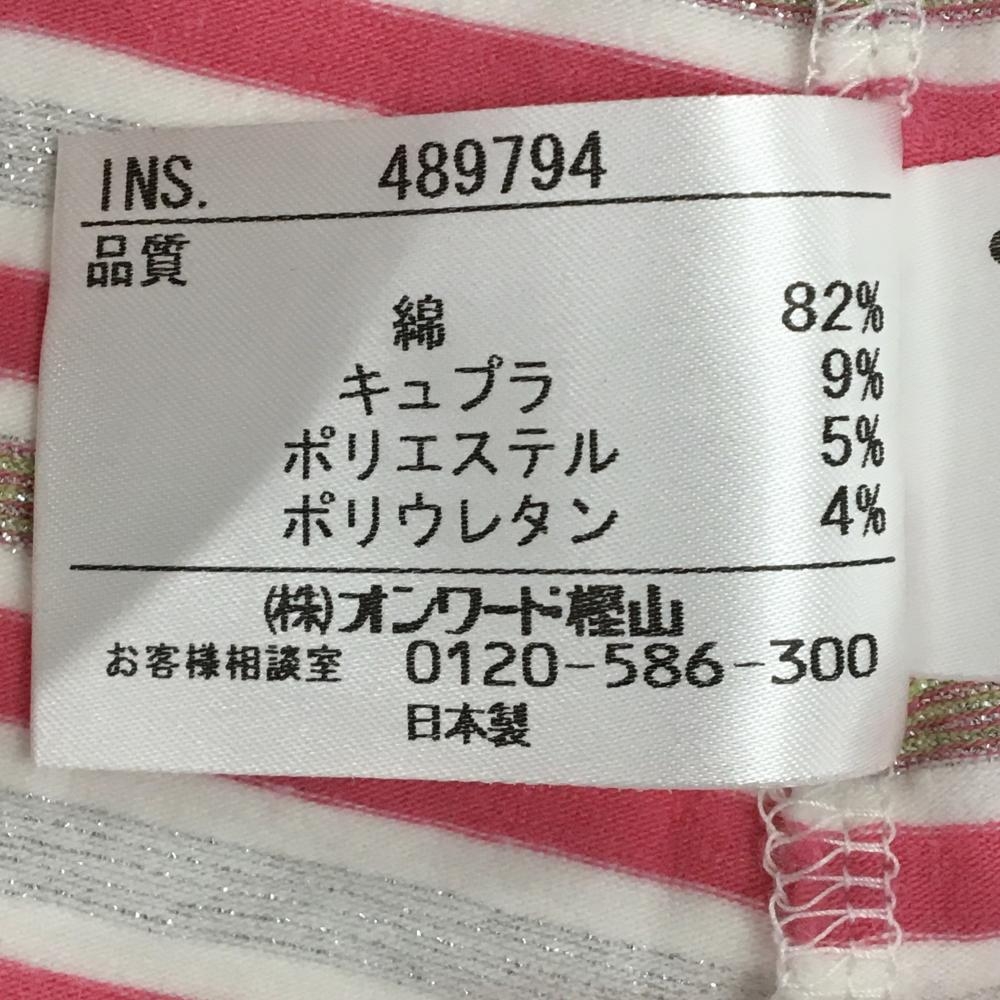 INS. 489794
品質
綿 82%
キュプラ 9%
ポリエステル 5%
ポリウレタン 4%
(株)オンワード樫山
お客様相談室 0120-586-300
日本製